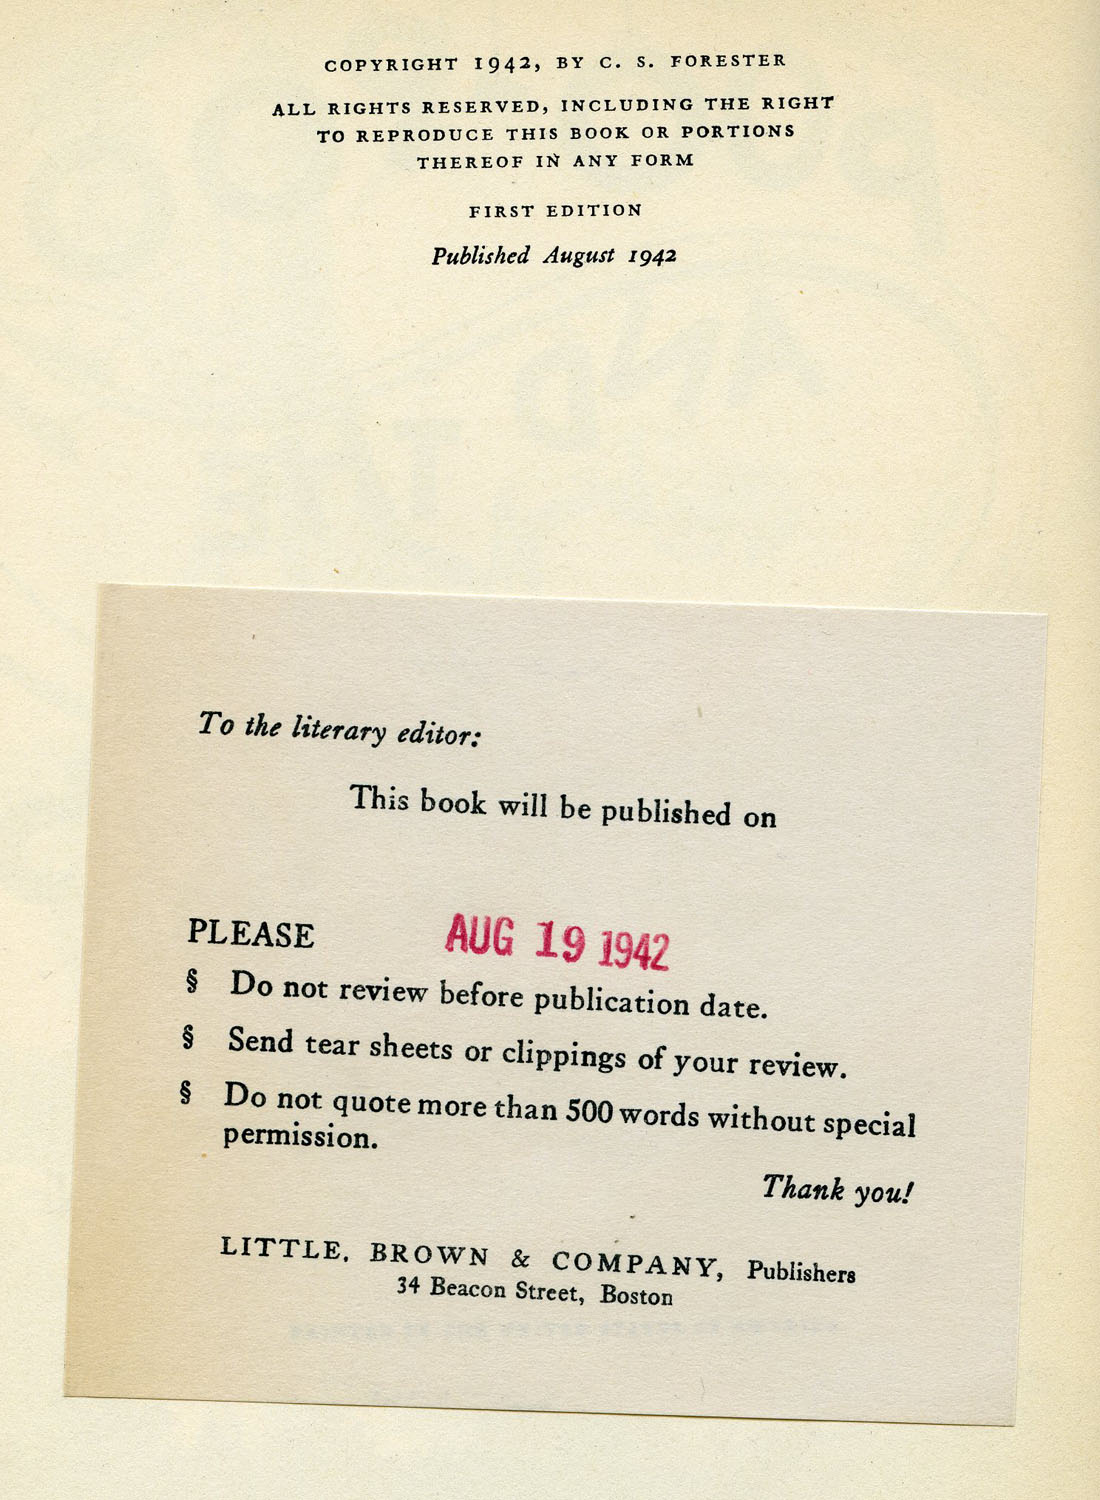 COPYRIGHT 1942, BY C. S. FORESTER
ALL RIGHTS RESERVED, INCLUDING THE RIGHT
TO REPRODUCE THIS BOOK OR PORTIONS
THEREOF IN ANY FORM
FIRST EDITION
Published August 1942
AND
THE
To the literary editor:
This book will be published on
PLEASE AUG 19 1942
§ Do not review before publication date.
§ Send tear sheets or clippings of your review.
§ Do not quote more than 500 words without special
permission.
Thank you!
LITTLE, BROWN & COMPANY, Publishers
34 Beacon Street, Boston